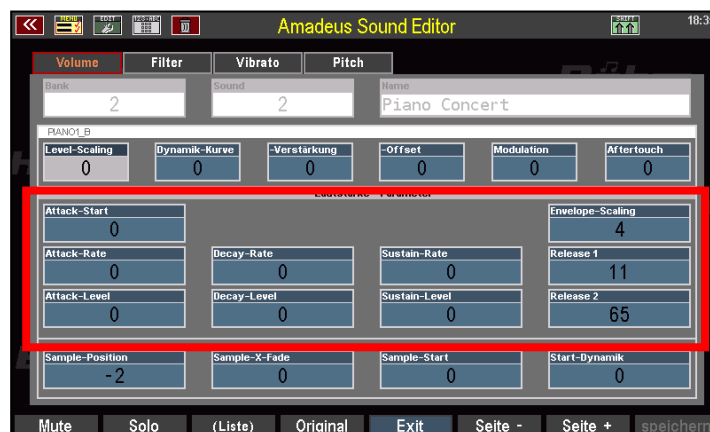 MENU EDIT 123-ABC Amadeus Sound Editor SHIFT 18:3
Volume Filter Vibrato Pitch
Bank Sound Name
2 2 Piano Concert
PIANO1_B
Level-Scaling Dynamik-Kurve -Verstärkung -Offset Modulation Aftertouch
0 0 0 0 0 0
Lautstärke - Parameter
Attack-Start Envelope-Scaling
0 4
Attack-Rate Decay-Rate Sustain-Rate Release 1
0 0 0 11
Attack-Level Decay-Level Sustain-Level Release 2
0 0 0 65
Sample-Position Sample-X-Fade Sample-Start Start-Dynamik
-2 0 0 0
Mute Solo (Liste) Original Exit Seite - Seite + speichern